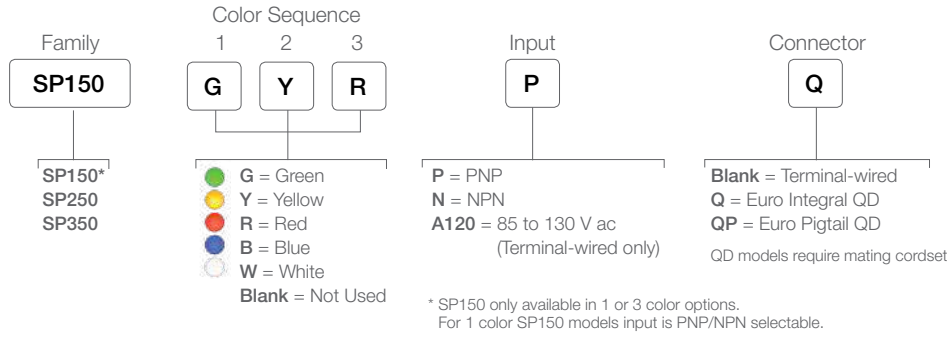 Color Sequence
Family
1 2 3
Input
Connector
SP150
G Y R
P
Q
SP150*
SP250
SP350
G = Green
Y = Yellow
R = Red
B = Blue
W = White
Blank = Not Used
P = PNP
N = NPN
A120 = 85 to 130 V ac
(Terminal-wired only)
Blank = Terminal-wired
Q = Euro Integral QD
QP = Euro Pigtail QD
QD models require mating cordset
* SP150 only available in 1 or 3 color options.
For 1 color SP150 models input is PNP/NPN selectable.